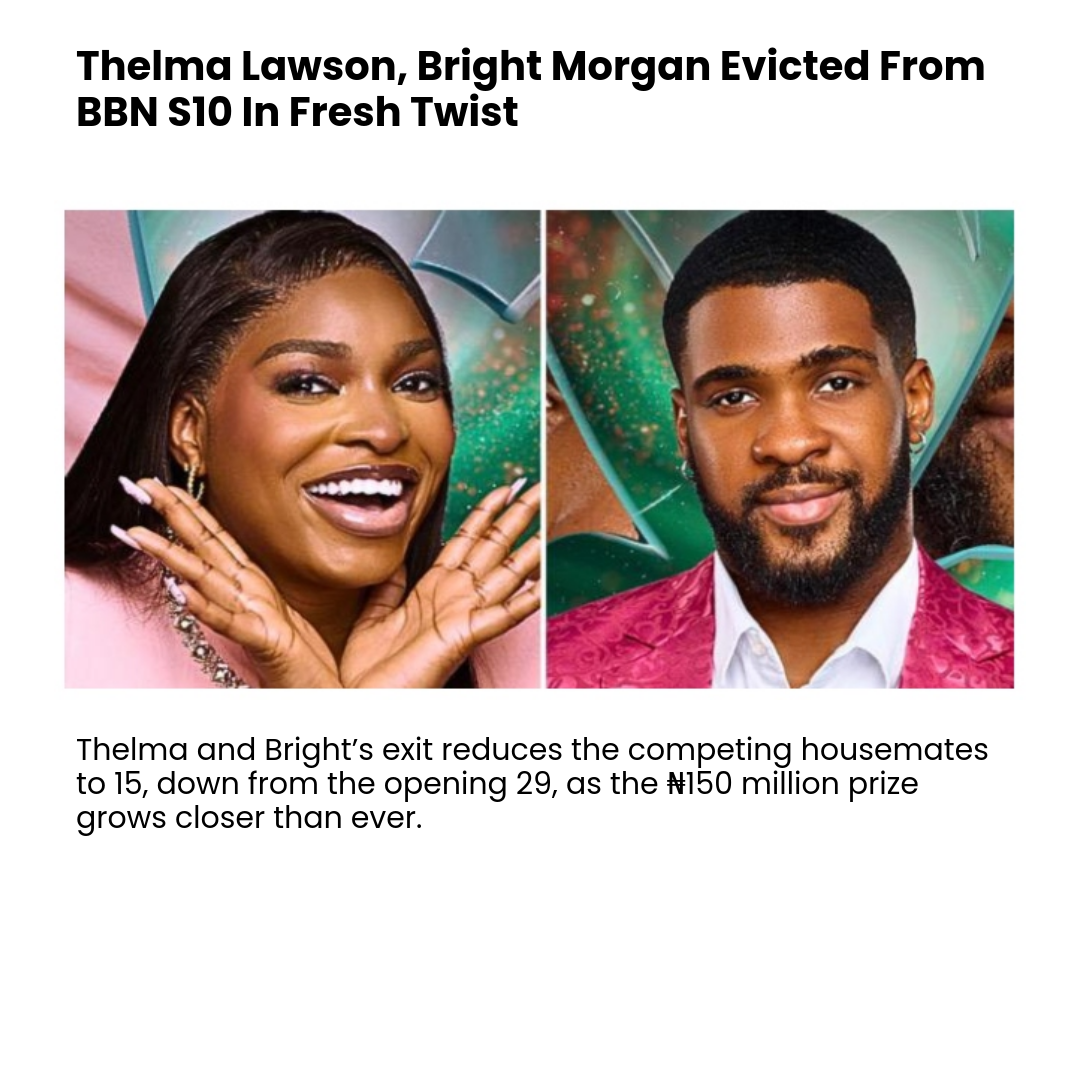 Thelma Lawson, Bright Morgan Evicted From
BBN S10 In Fresh Twist
Thelma and Bright’s exit reduces the competing housemates
to 15, down from the opening 29, as the ₦150 million prize
grows closer than ever.